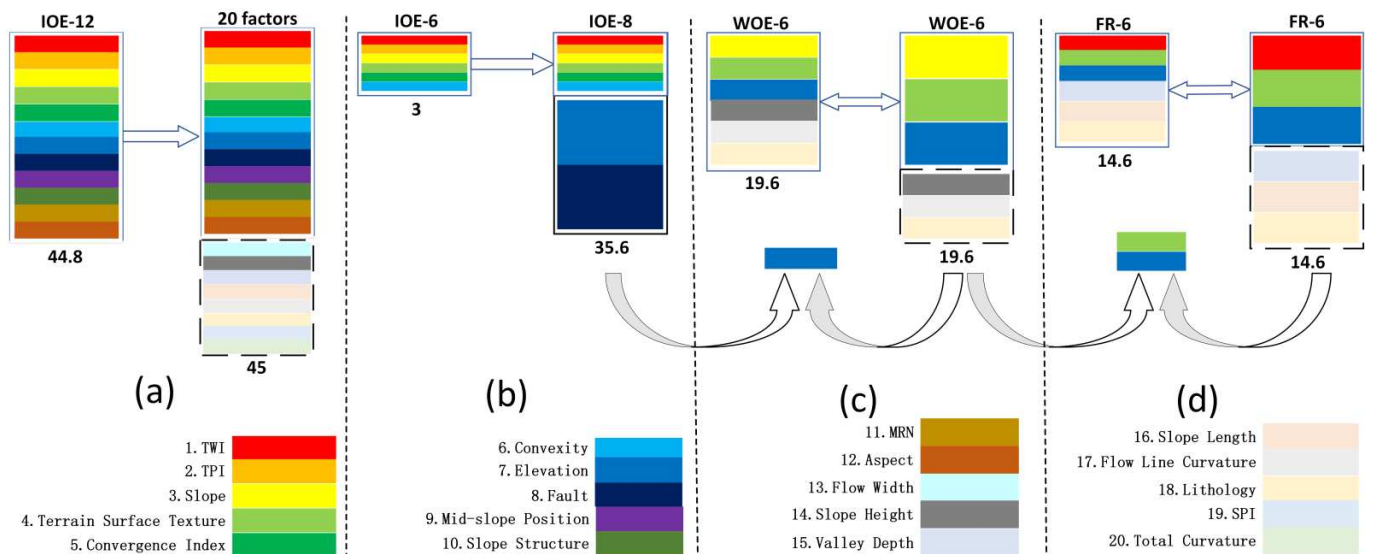 IOE-12
20 factors
44.8
45
(a)
IOE-6
IOE-8
3
35.6
(b)
WOE-6
WOE-6
19.6
19.6
(c)
FR-6
FR-6
14.6
14.6
(d)
1. TWI
2. TPI
3. Slope
4. Terrain Surface Texture
5. Convergence Index
6. Convexity
7. Elevation
8. Fault
9. Mid-slope Position
10. Slope Structure
11. MRN
12. Aspect
13. Flow Width
14. Slope Height
15. Valley Depth
16. Slope Length
17. Flow Line Curvature
18. Lithology
19. SPI
20. Total Curvature